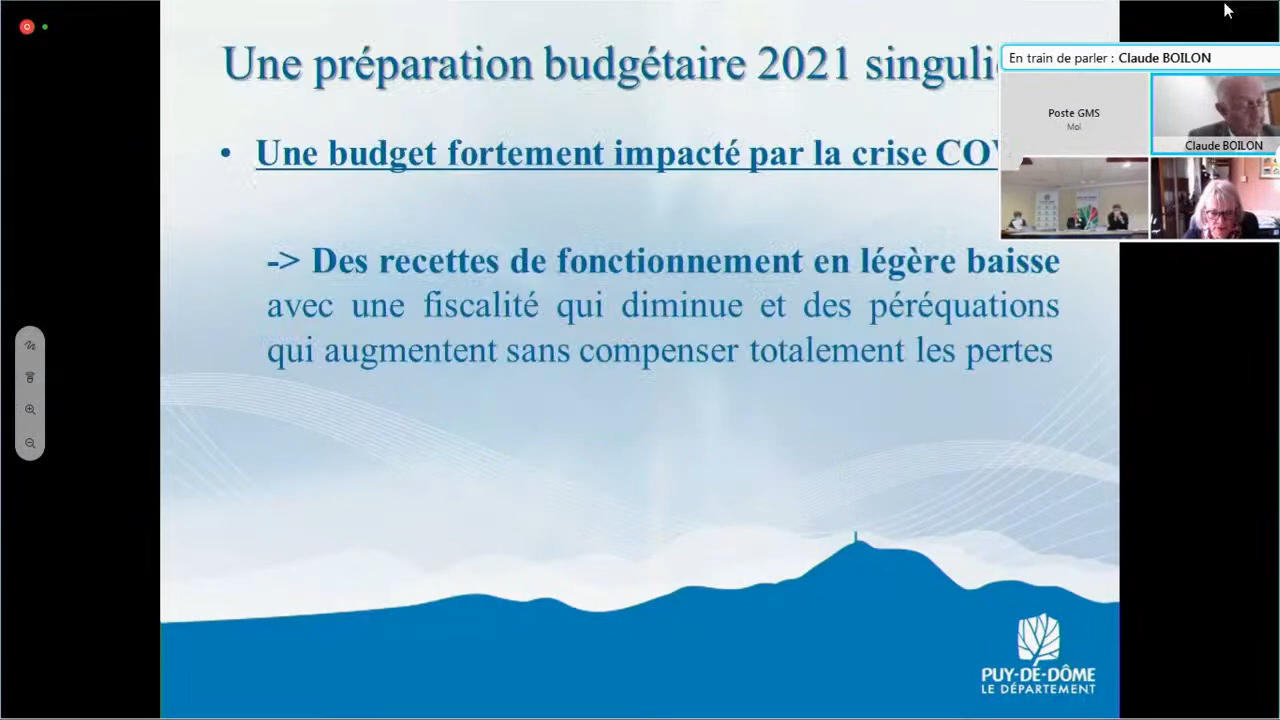 Une préparation budgétaire 2021
En train de parler : Claude BOILON
Poste GMS
Moi
Claude BOILON
• Une budget fortement impacté par la crise
-> Des recettes de fonctionnement en légère baisse
avec une fiscalité qui diminue et des péréquations
qui augmentent sans compenser totalement les pertes
PUY-DE-DÔME
LE DÉPARTEMENT